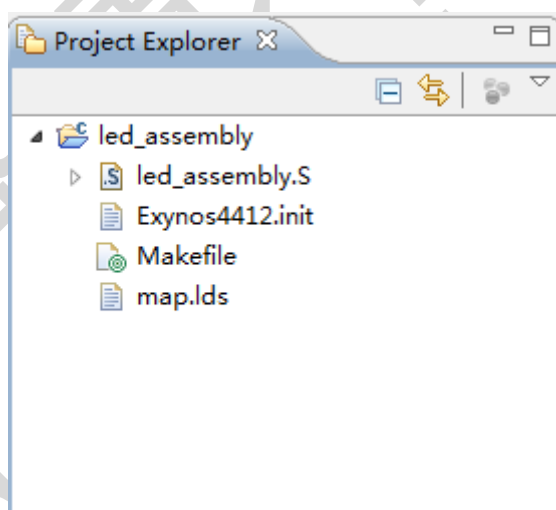 Project Explorer
led_assembly
led_assembly.S
Exynos4412.init
Makefile
map.lds